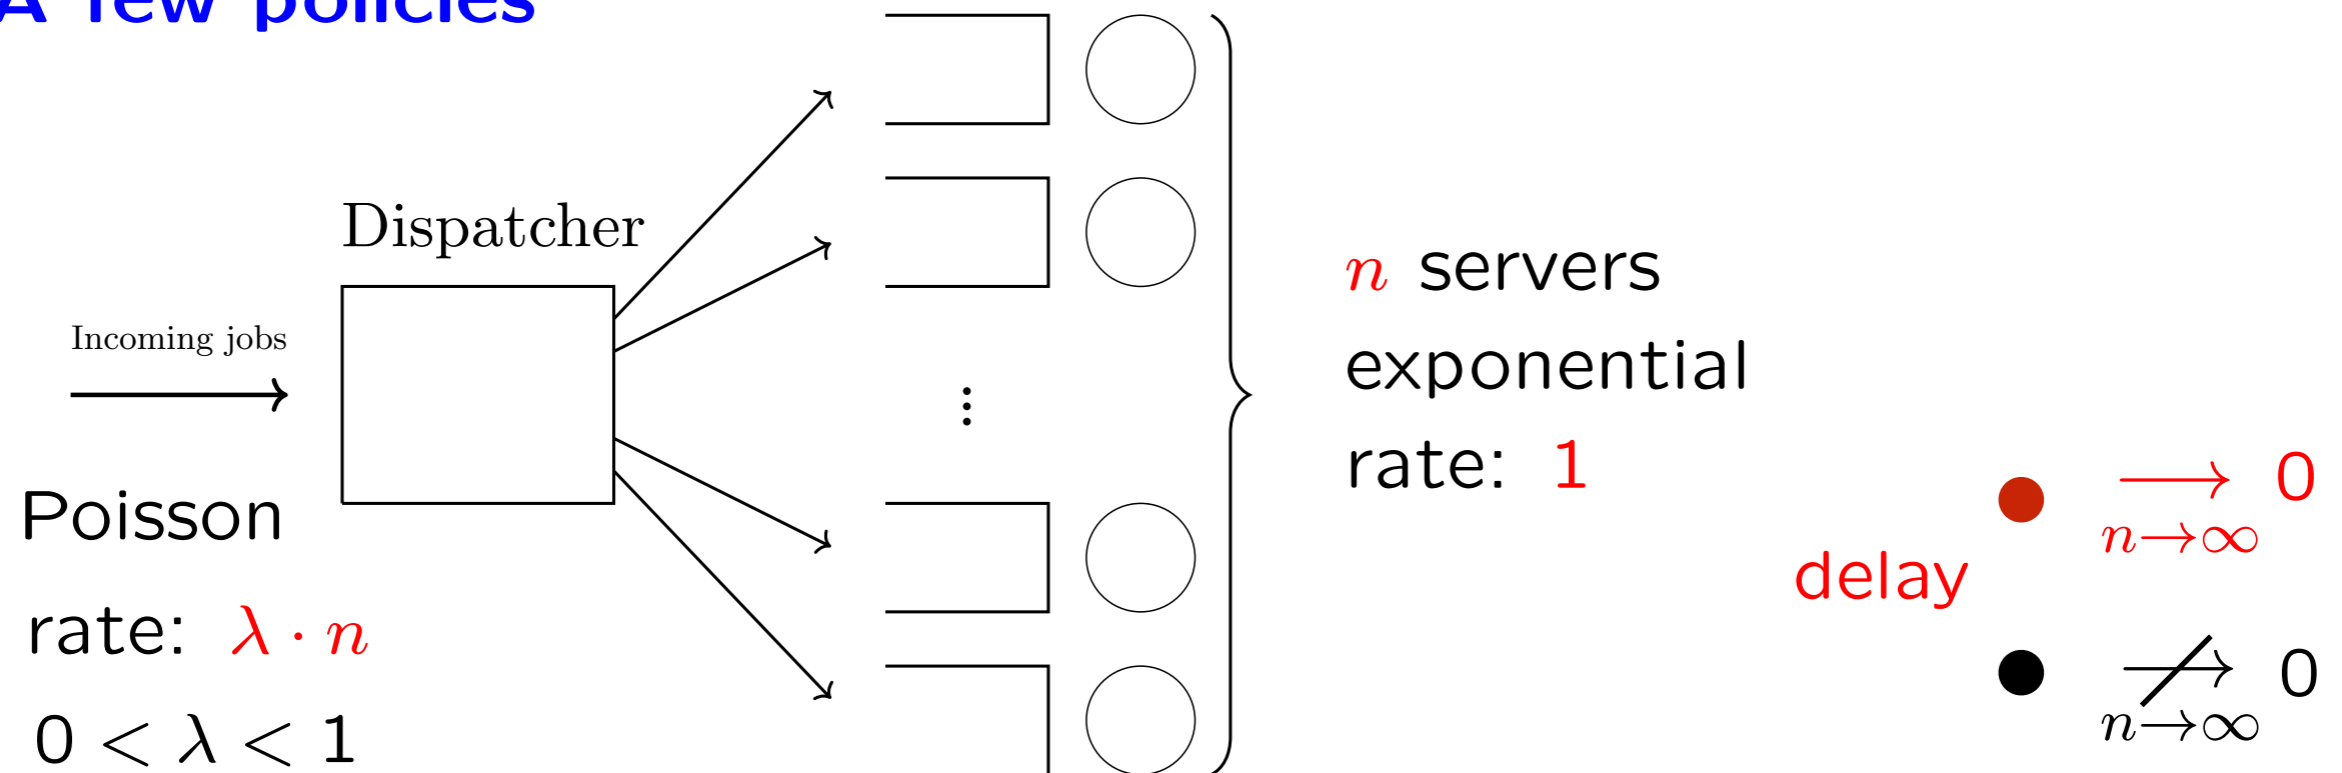 A few policies
Dispatcher
Incoming jobs
Poisson
rate: λ · n
0 < λ < 1
⋮
n servers
exponential
rate: 1
delay
⟶ 0
n→∞
↛ 0
n→∞